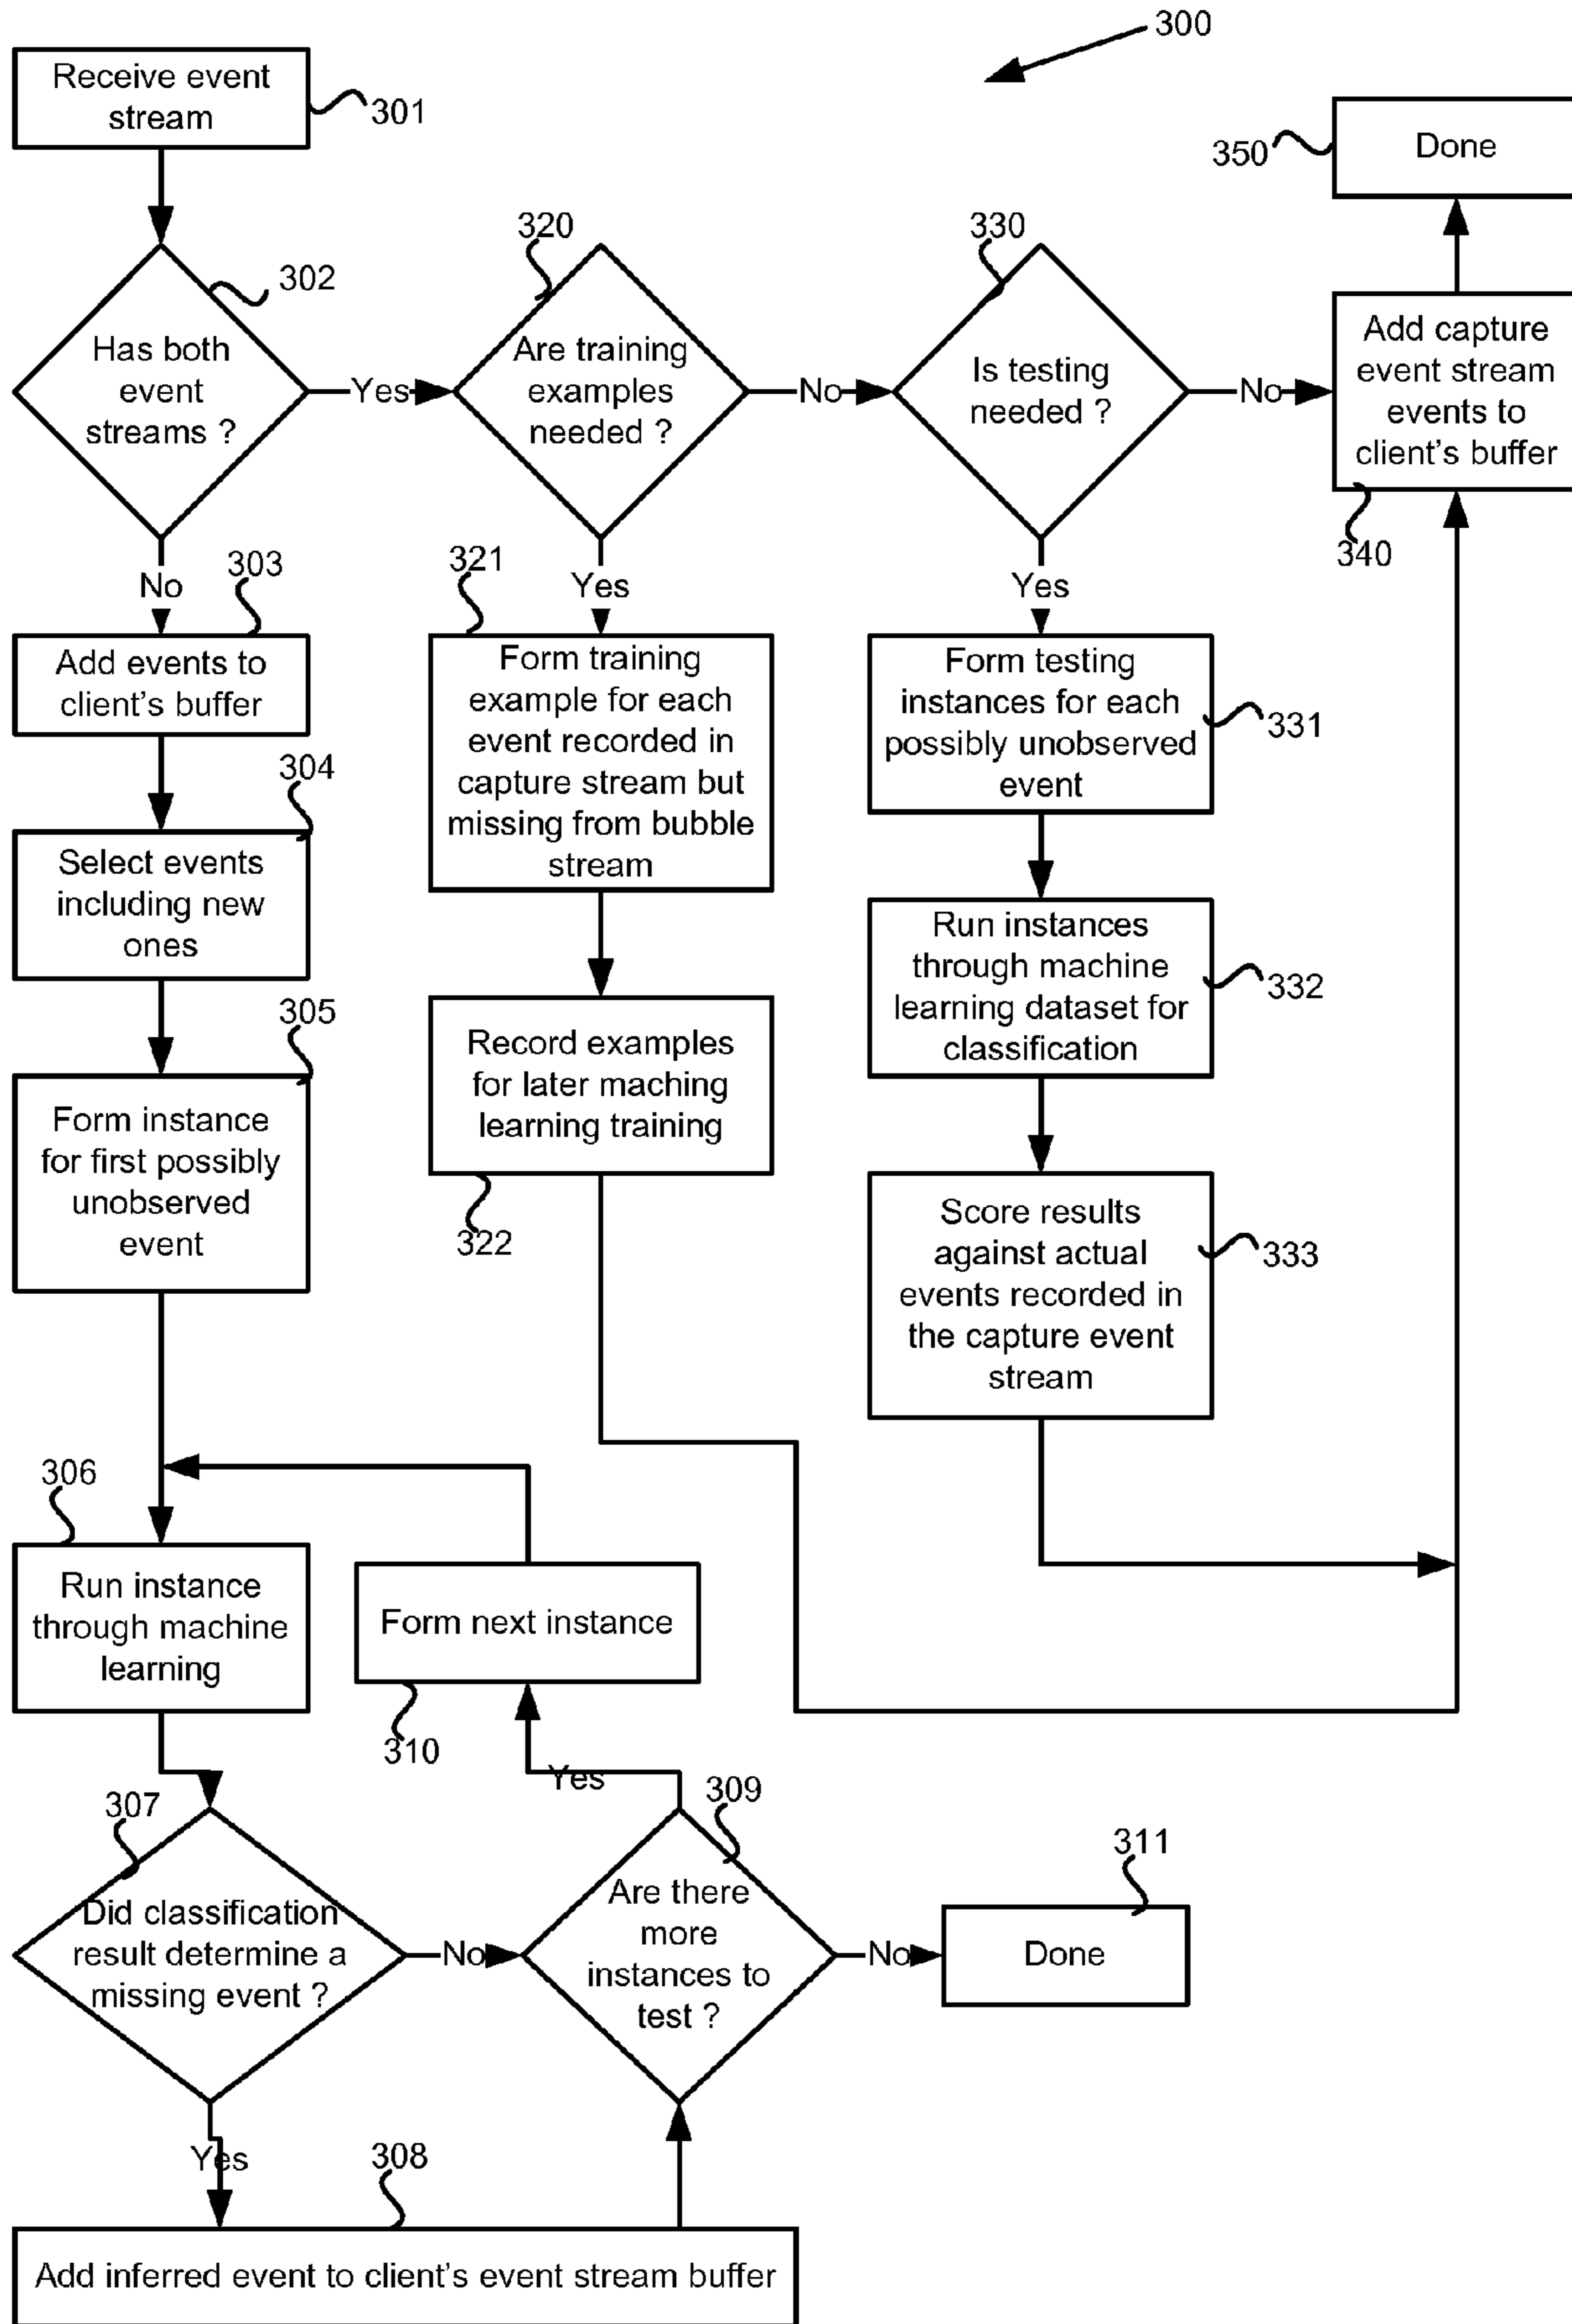 300
Receive event
stream
301
Done
350
302
Has both
event
streams ?
Yes
320
Are training
examples
needed ?
No
330
Is testing
needed ?
No
Add capture
event stream
events to
client's buffer
340
No
303
Add events to
client's buffer
304
Select events
including new
ones
305
Form instance
for first possibly
unobserved
event
Yes
321
Form training
example for each
event recorded in
capture stream but
missing from bubble
stream
Record examples
for later maching
learning training
322
Yes
Form testing
instances for each
possibly unobserved
event
331
Run instances
through machine
learning dataset for
classification
332
Score results
against actual
events recorded in
the capture event
stream
333
306
Run instance
through machine
learning
Form next instance
310
Yes
307
Did classification
result determine a
missing event ?
No
309
Are there
more
instances to
test ?
No
311
Done
Yes
308
Add inferred event to client's event stream buffer